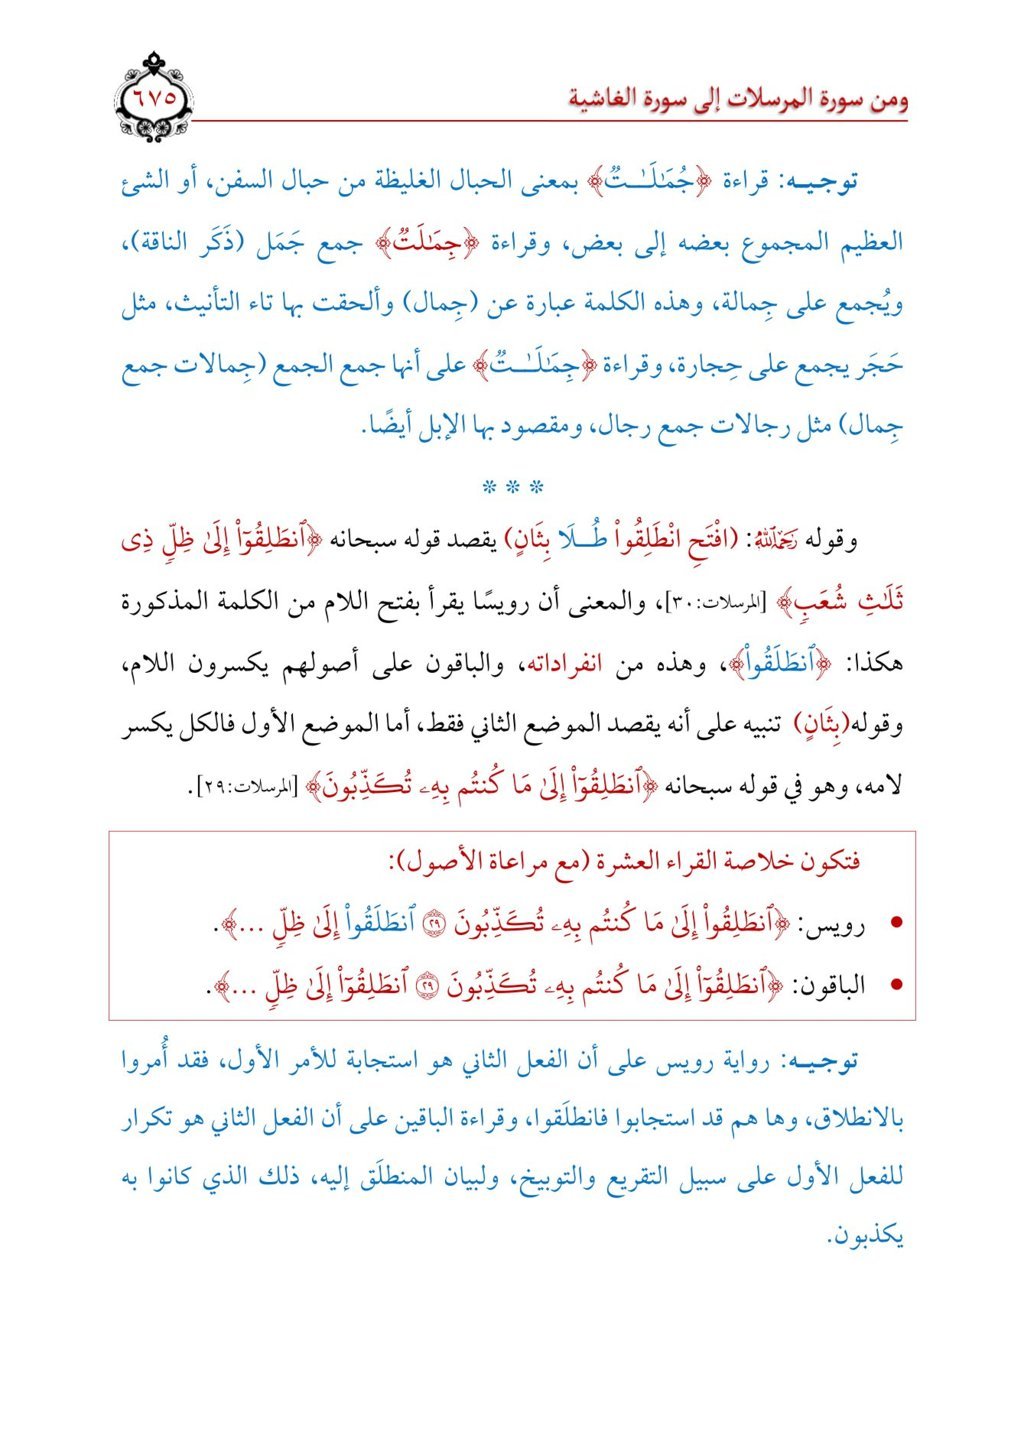 ومن سورة المرسلات إلى سورة الغاشية
٦٧٥
توجيـه: قراءة ﴿جُمَٰلَـٰـتٌ﴾ بمعنى الحبال الغليظة من حبال السفن، أو الشئ
العظيم المجموع بعضه إلى بعض، وقراءة ﴿جِمَٰلَتٌ﴾ جمع جَمَل (ذَكَر الناقة)،
ويُجمع على جِمالة، وهذه الكلمة عبارة عن (جِمال) وألحقت بها تاء التأنيث، مثل
حَجَر يجمع على حِجارة، وقراءة ﴿جِمَٰلَـٰـتٌ﴾ على أنها جمع الجمع (جِمالات جمع
جِمال) مثل رجالات جمع رجال، ومقصود بها الإبل أيضًا.
* * *
وقوله رَحِمَهُ اللَّهُ: (افْتَحِ انْطَلِقُواْ طُـلَا بِثَانٍ) يقصد قوله سبحانه ﴿ٱنطَلِقُوٓاْ إِلَىٰ ظِلّٖ ذِى
ثَلَٰثِ شُعَبٖ﴾ [المرسلات:٣٠]، والمعنى أن رويسًا يقرأ بفتح اللام من الكلمة المذكورة
هكذا: ﴿ٱنطَلَقُواْ﴾، وهذه من انفراداته، والباقون على أصولهم يكسرون اللام،
وقوله(بِثَانٍ) تنبيه على أنه يقصد الموضع الثاني فقط، أما الموضع الأول فالكل يكسر
لامه، وهو في قوله سبحانه ﴿ٱنطَلِقُوٓاْ إِلَىٰ مَا كُنتُم بِهِۦ تُكَذِّبُونَ﴾ [المرسلات:٢٩].
فتكون خلاصة القراء العشرة (مع مراعاة الأصول):
• رويس: ﴿ٱنطَلِقُواْ إِلَىٰ مَا كُنتُم بِهِۦ تُكَذِّبُونَ ٢٩ ٱنطَلَقُواْ إِلَىٰ ظِلّٖ ...﴾.
• الباقون: ﴿ٱنطَلِقُوٓاْ إِلَىٰ مَا كُنتُم بِهِۦ تُكَذِّبُونَ ٢٩ ٱنطَلِقُوٓاْ إِلَىٰ ظِلّٖ ...﴾.
توجيـه: رواية رويس على أن الفعل الثاني هو استجابة للأمر الأول، فقد أُمروا
بالانطلاق، وها هم قد استجابوا فانطلَقوا، وقراءة الباقين على أن الفعل الثاني هو تكرار
للفعل الأول على سبيل التقريع والتوبيخ، ولبيان المنطلَق إليه، ذلك الذي كانوا به
يكذبون.